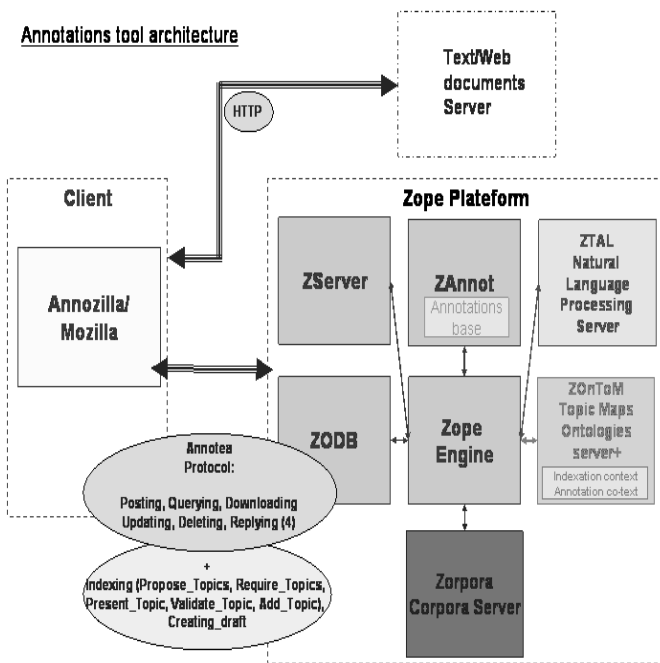 Annotations tool architecture
Text/Web
documents
Server
HTTP
Client
Zope Plateform
Annozilla/
Mozilla
ZServer
ZAnnot
Annotations
base
ZTAL
Natural
Language
Processing
Server
ZODB
Zope
Engine
ZOnToM
Topic Maps
Ontologies
server+
Indexation context
Annotation co-text
Annotea
Protocol:
Posting, Querying, Downloading
Updating, Deleting, Replying (4)
+
Indexing (Propose_Topics, Require_Topics,
Present_Topic, Validate_Topic, Add_Topic),
Creating_draft
Zorpora
Corpora Server